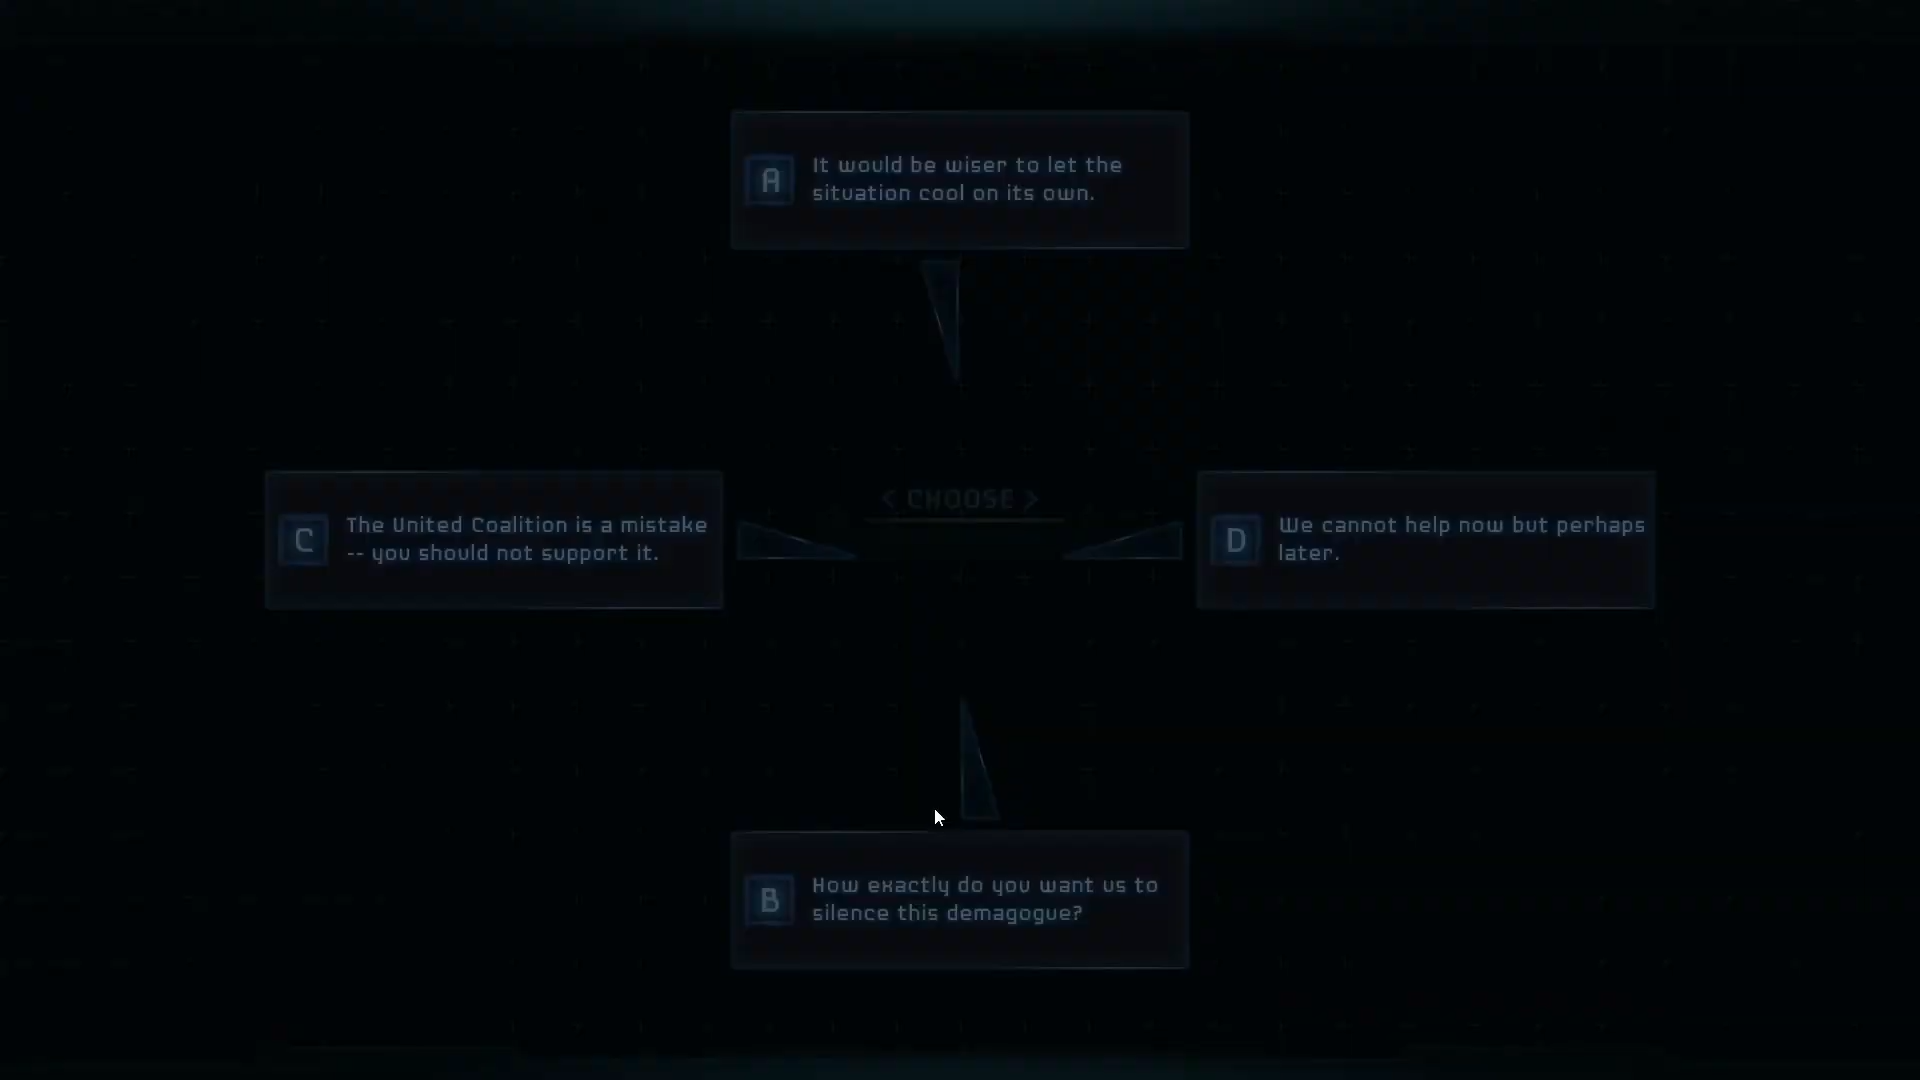 A
It would be wiser to let the
situation cool on its own.
< CHOOSE >
C
The United Coalition is a mistake
-- you should not support it.
D
We cannot help now but perhaps
later.
B
How exactly do you want us to
silence this demagogue?